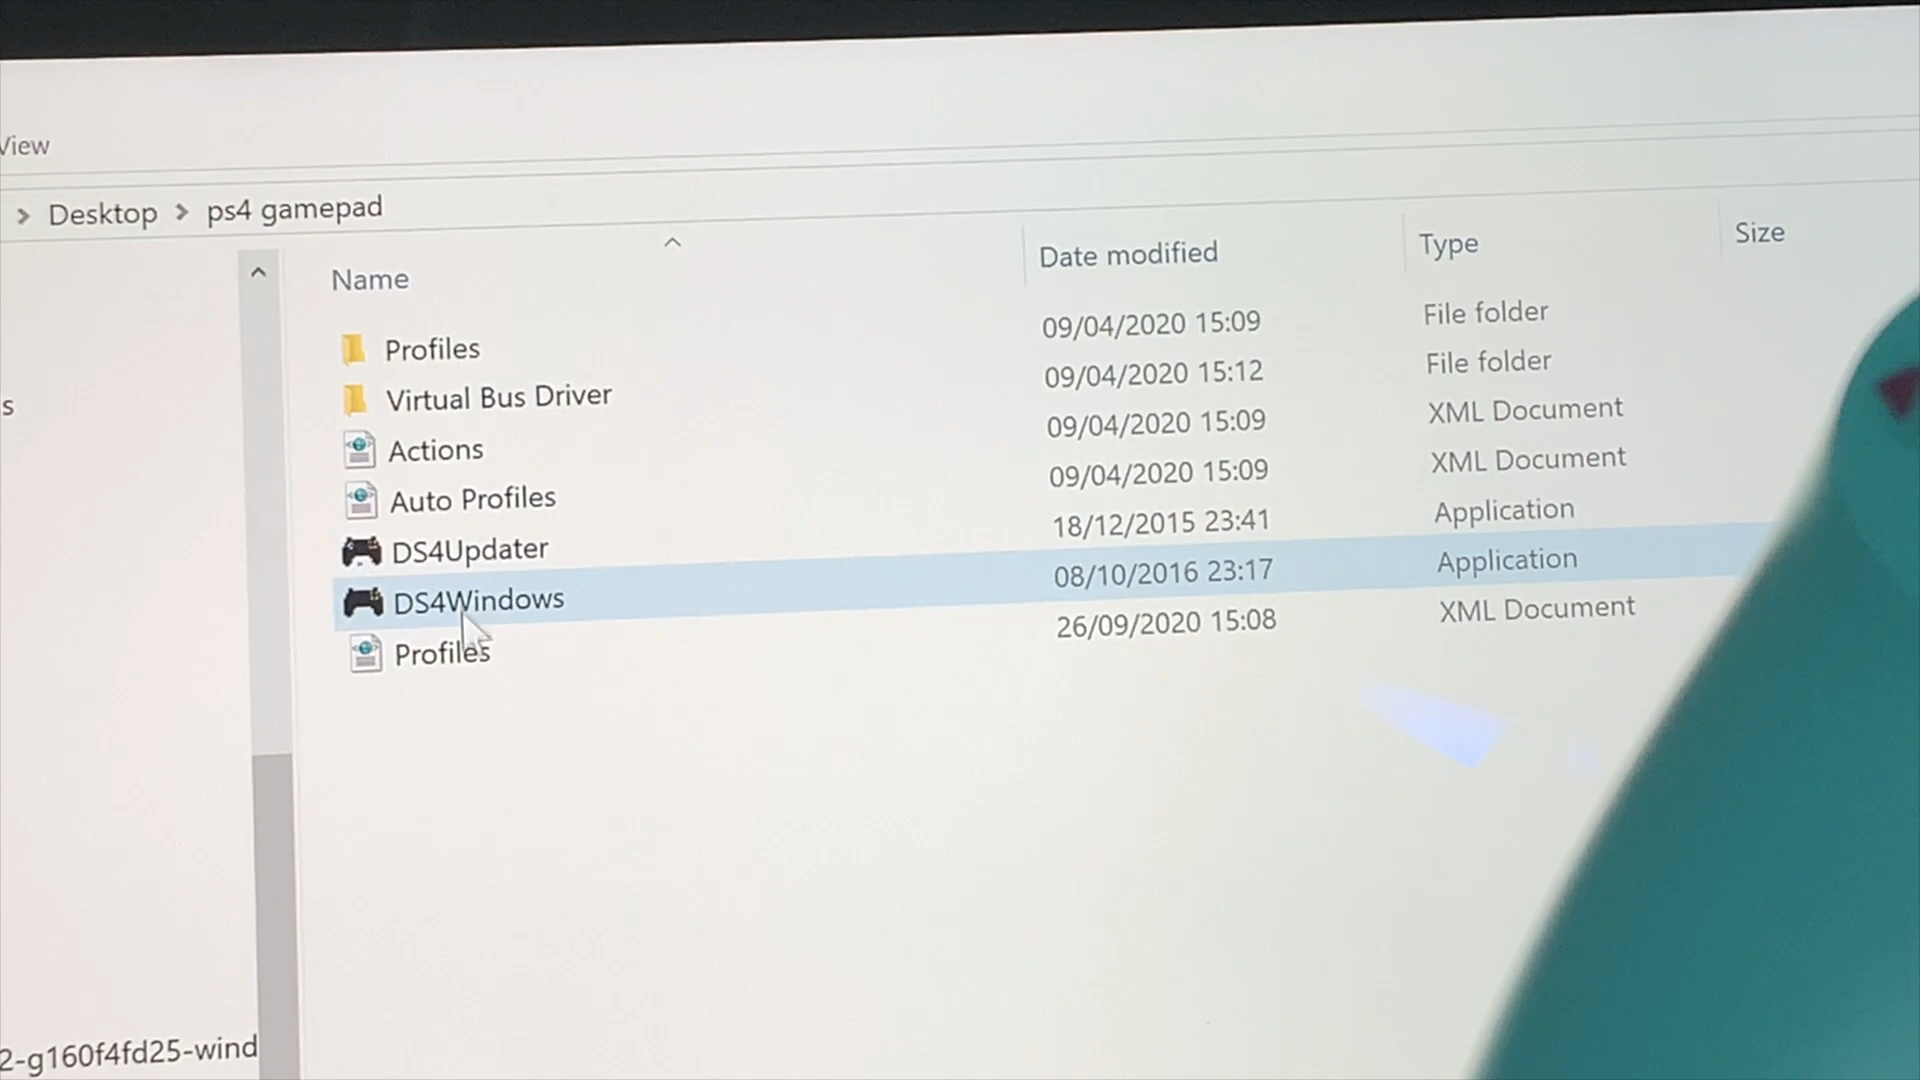 View
Desktop > ps4 gamepad
Name Date modified Type Size
Profiles 09/04/2020 15:09 File folder
Virtual Bus Driver 09/04/2020 15:12 File folder
Actions 09/04/2020 15:09 XML Document
Auto Profiles 09/04/2020 15:09 XML Document
DS4Updater 18/12/2015 23:41 Application
DS4Windows 08/10/2016 23:17 Application
Profiles 26/09/2020 15:08 XML Document
s
2-g160f4fd25-wind